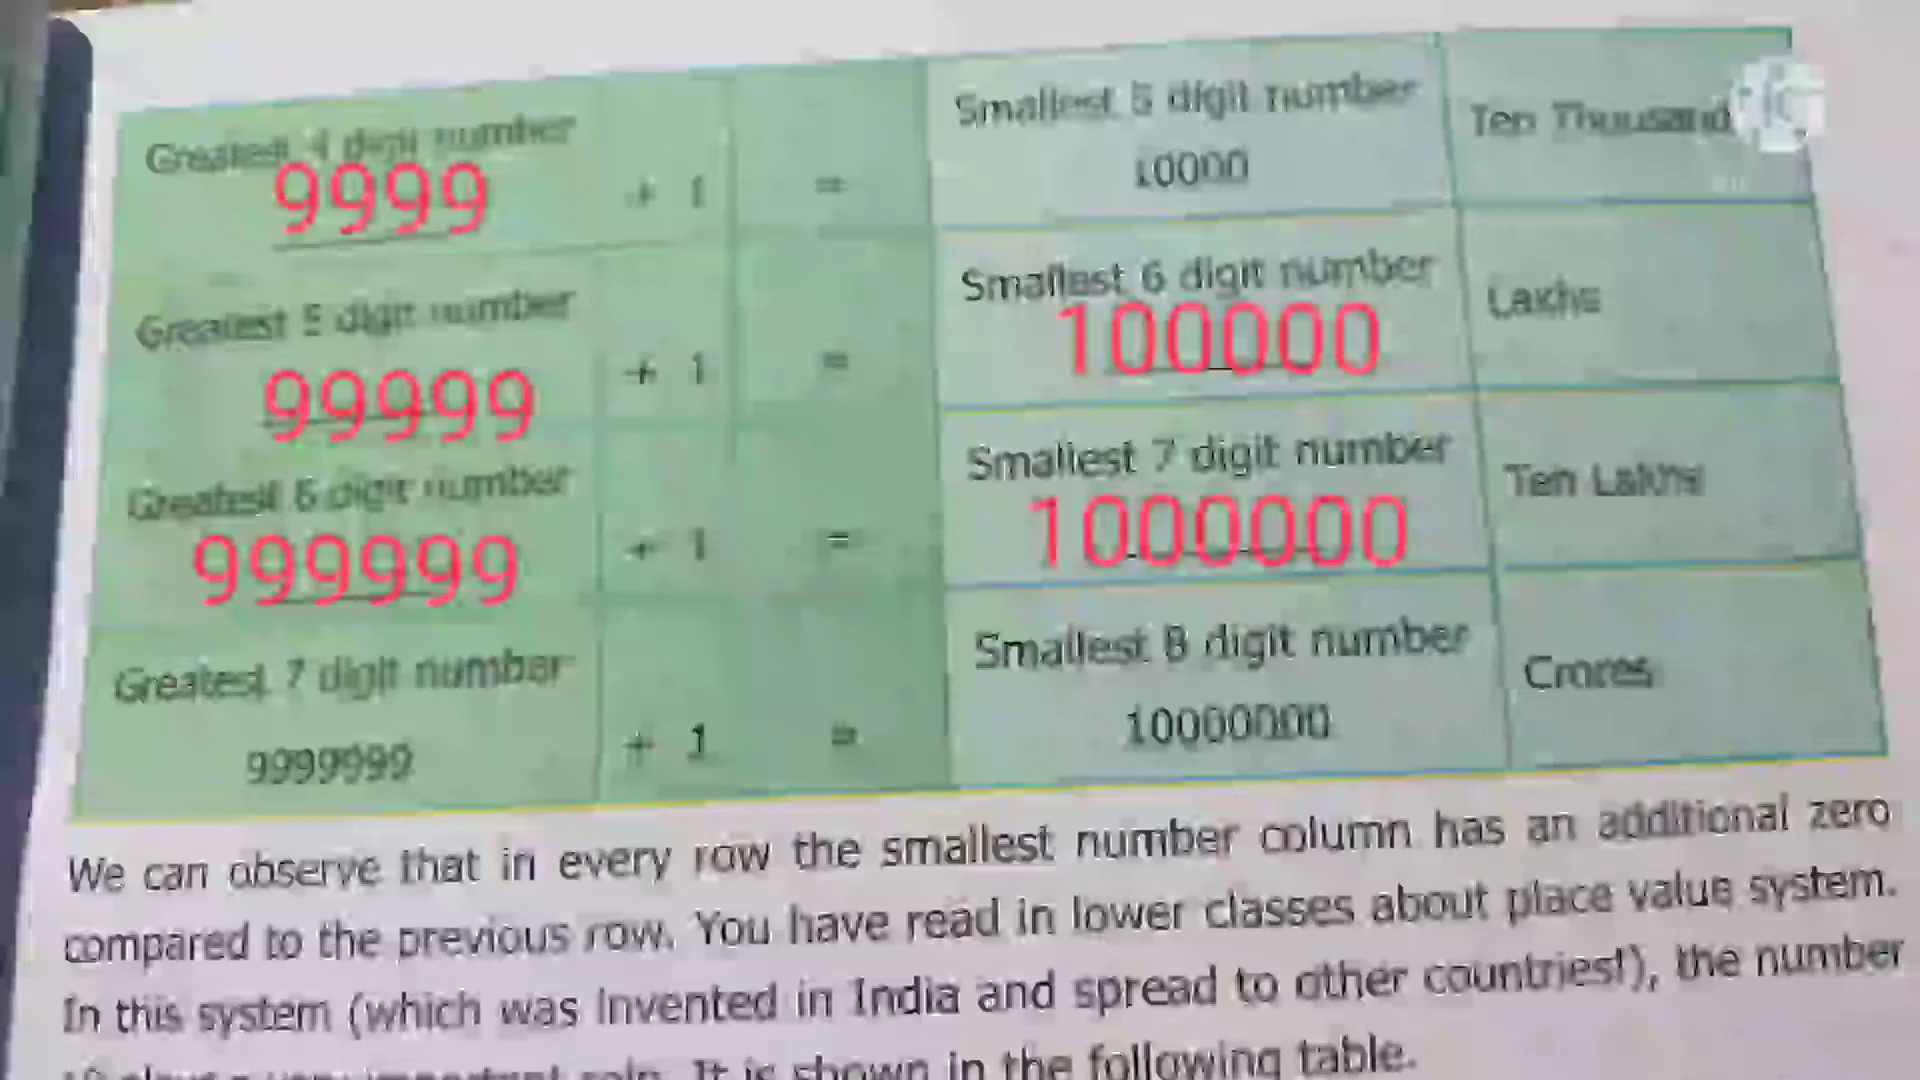 Greatest 4 digit number
9999
+ 1
=
Smallest 5 digit number
10000
Ten Thousand
Greatest 5 digit number
99999
+ 1
=
Smallest 6 digit number
100000
Lakhs
Greatest 6 digit number
999999
+ 1
=
Smallest 7 digit number
1000000
Ten Lakhs
Greatest 7 digit number
9999999
+ 1
=
Smallest 8 digit number
10000000
Crores
We can observe that in every row the smallest number column has an additional zero
compared to the previous row. You have read in lower classes about place value system.
In this system (which was invented in India and spread to other countries!), the number
important It is shown in the following table.